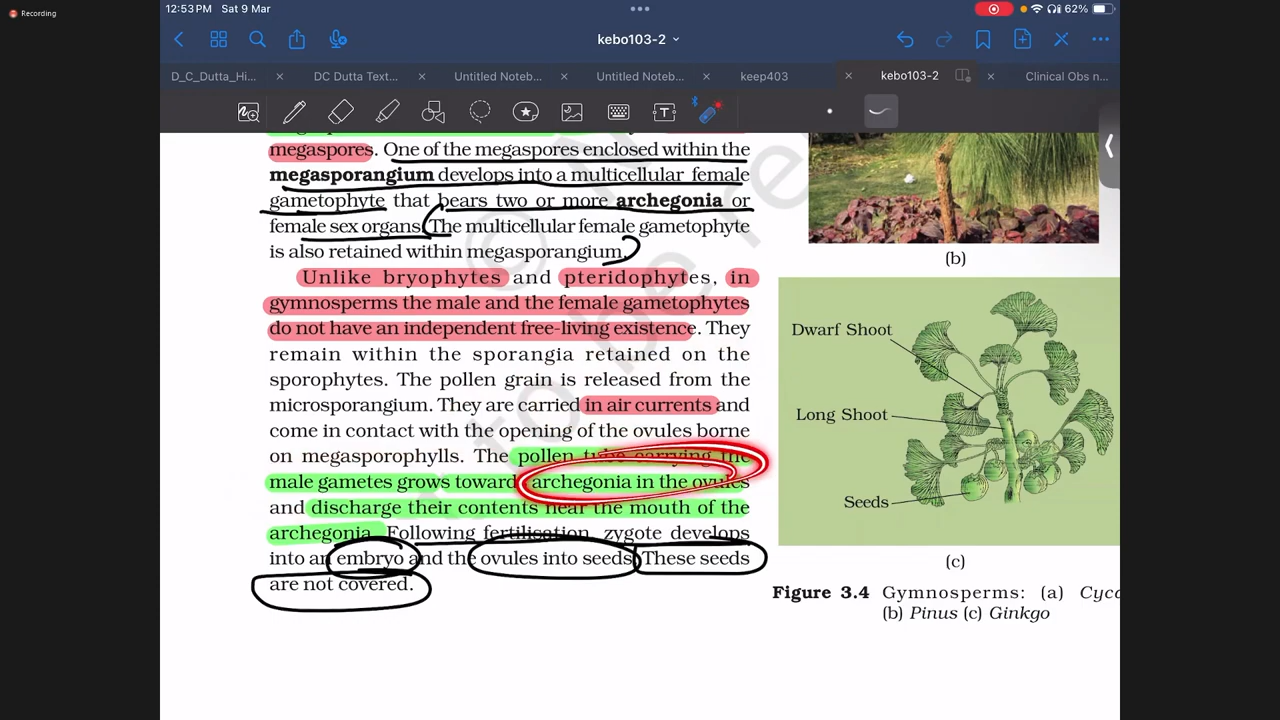 Recording
12:53 PM Sat 9 Mar
62%
kebo103-2
D_C_Dutta_Hi...
DC Dutta Text...
Untitled Noteb...
Untitled Noteb...
keep403
kebo103-2
Clinical Obs n...
megaspores. One of the megaspores enclosed within the
megasporangium develops into a multicellular female
gametophyte that bears two or more archegonia or
female sex organs. The multicellular female gametophyte
is also retained within megasporangium.
Unlike bryophytes and pteridophytes, in
gymnosperms the male and the female gametophytes
do not have an independent free-living existence. They
remain within the sporangia retained on the
sporophytes. The pollen grain is released from the
microsporangium. They are carried in air currents and
come in contact with the opening of the ovules borne
on megasporophylls. The pollen tube carrying the
male gametes grows towards archegonia in the ovules
and discharge their contents near the mouth of the
archegonia. Following fertilisation, zygote develops
into an embryo and the ovules into seeds. These seeds
are not covered.
(b)
Dwarf Shoot
Long Shoot
Seeds
(c)
Figure 3.4 Gymnosperms: (a) Cyc
(b) Pinus (c) Ginkgo